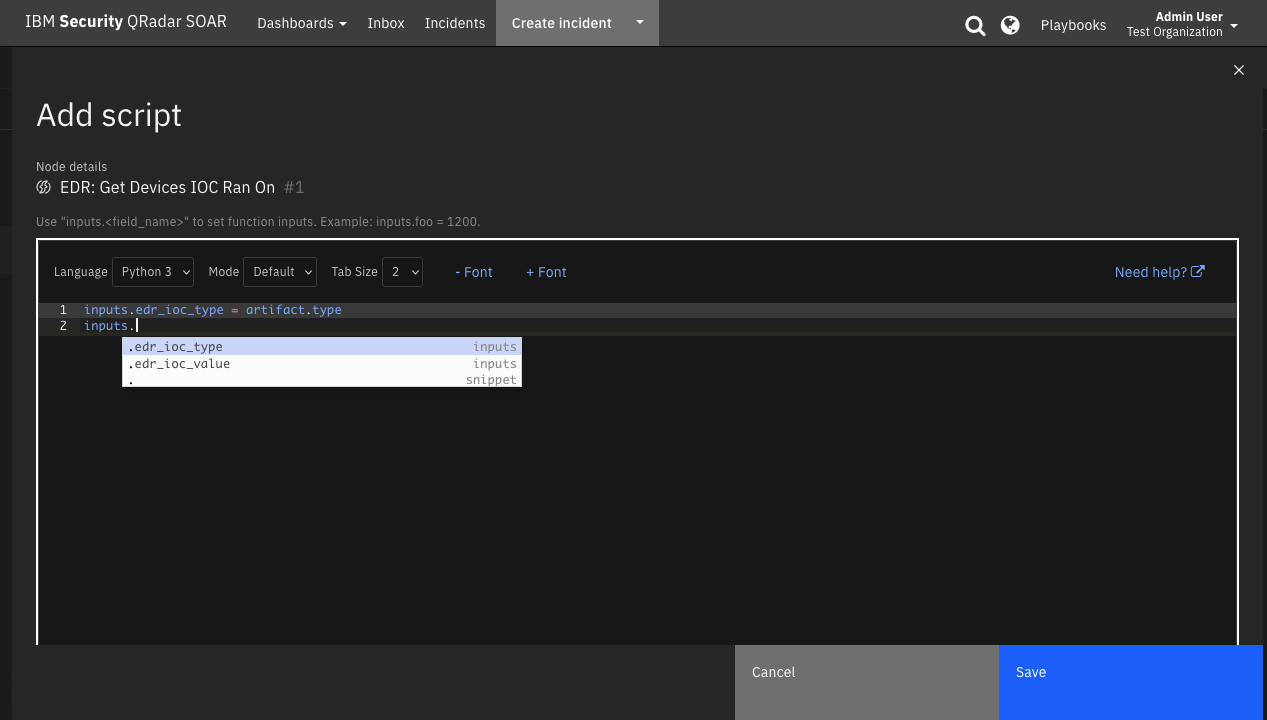 IBM Security QRadar SOAR Dashboards Inbox Incidents Create incident Playbooks Admin User
Test Organization
Add script
Node details
EDR: Get Devices IOC Ran On #1
Use "inputs.<field_name>" to set function inputs. Example: inputs.foo = 1200.
Language Python 3 Mode Default Tab Size 2 - Font + Font Need help?
1 inputs.edr_ioc_type = artifact.type
2 inputs.
.edr_ioc_type inputs
.edr_ioc_value inputs
. snippet
Cancel Save